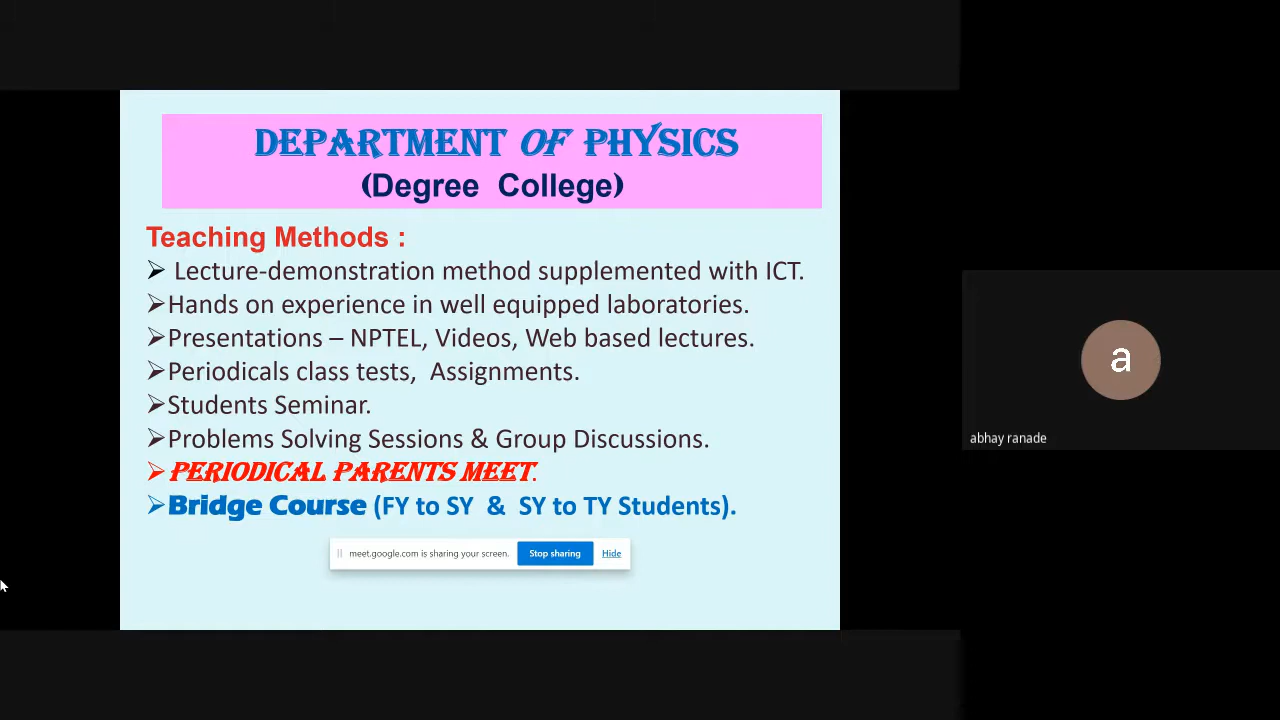 DEPARTMENT OF PHYSICS
(Degree College)
Teaching Methods :
➢ Lecture-demonstration method supplemented with ICT.
➢Hands on experience in well equipped laboratories.
➢Presentations – NPTEL, Videos, Web based lectures.
➢Periodicals class tests, Assignments.
➢Students Seminar.
➢Problems Solving Sessions & Group Discussions.
➢PERIODICAL PARENTS MEET.
➢Bridge Course (FY to SY & SY to TY Students).
meet.google.com is sharing your screen. Stop sharing Hide
a
abhay ranade